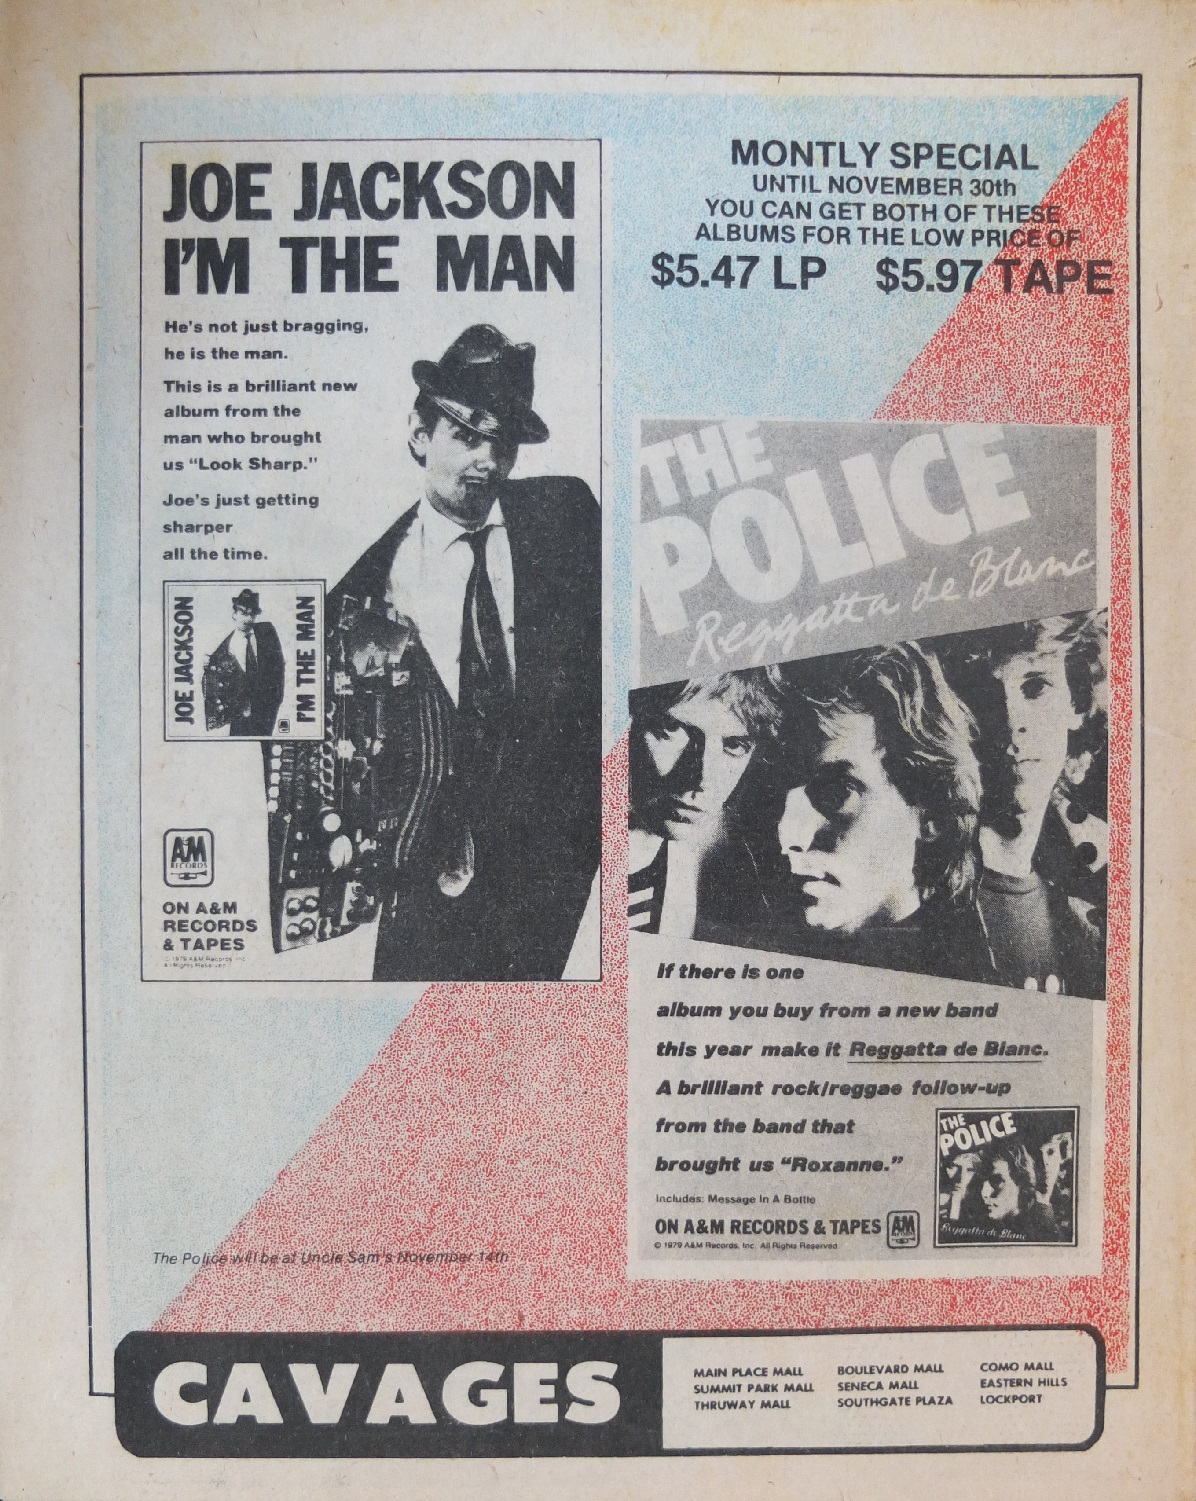 JOE JACKSON
I'M THE MAN
He's not just bragging,
he is the man.
This is a brilliant new
album from the
man who brought
us "Look Sharp."
Joe's just getting
sharper
all the time.
JOE JACKSON
I'M THE MAN
A&M
RECORDS
ON A&M
RECORDS
& TAPES
© 1979 A&M Records, Inc.
All Rights Reserved
MONTLY SPECIAL
UNTIL NOVEMBER 30th
YOU CAN GET BOTH OF THESE
ALBUMS FOR THE LOW PRICE OF
$5.47 LP $5.97 TAPE
THE
POLICE
Reggatta de Blanc
If there is one
album you buy from a new band
this year make it Reggatta de Blanc.
A brilliant rock/reggae follow-up
from the band that
brought us "Roxanne."
Includes: Message In A Bottle
ON A&M RECORDS & TAPES
A&M
© 1979 A&M Records, Inc. All Rights Reserved
THE
POLICE
Reggatta de Blanc
The Police will be at Uncle Sam's November 14th
CAVAGES
MAIN PLACE MALL
SUMMIT PARK MALL
THRUWAY MALL
BOULEVARD MALL
SENECA MALL
SOUTHGATE PLAZA
COMO MALL
EASTERN HILLS
LOCKPORT